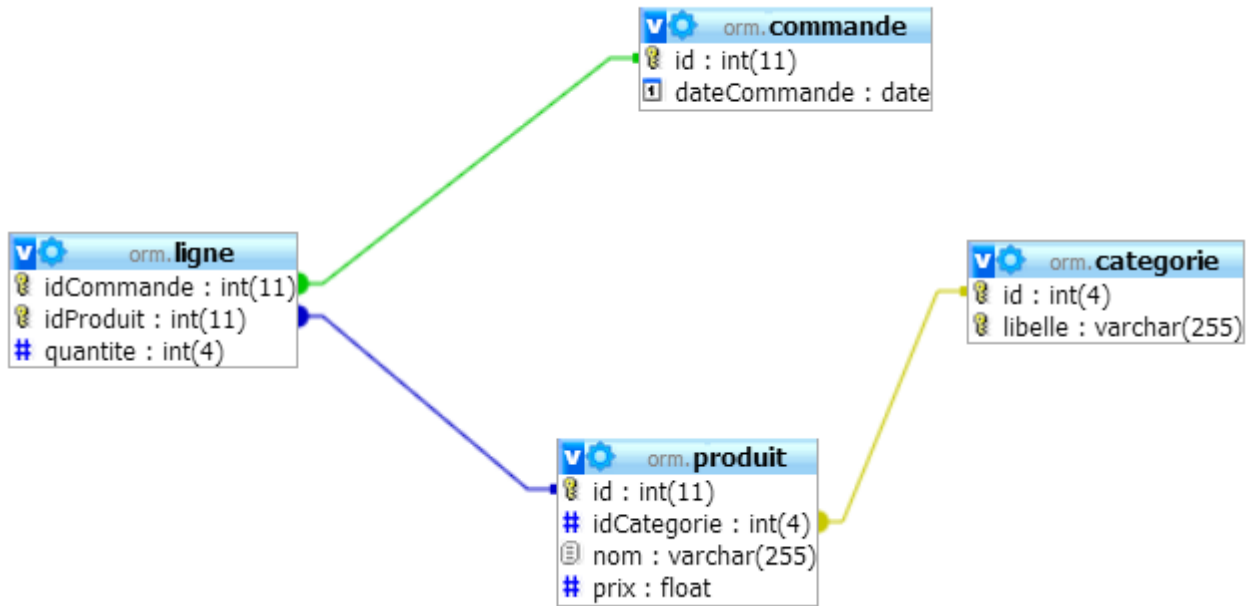 orm.commande
id : int(11)
dateCommande : date
orm.ligne
idCommande : int(11)
idProduit : int(11)
# quantite : int(4)
orm.categorie
id : int(4)
libelle : varchar(255)
orm.produit
id : int(11)
# idCategorie : int(4)
nom : varchar(255)
# prix : float